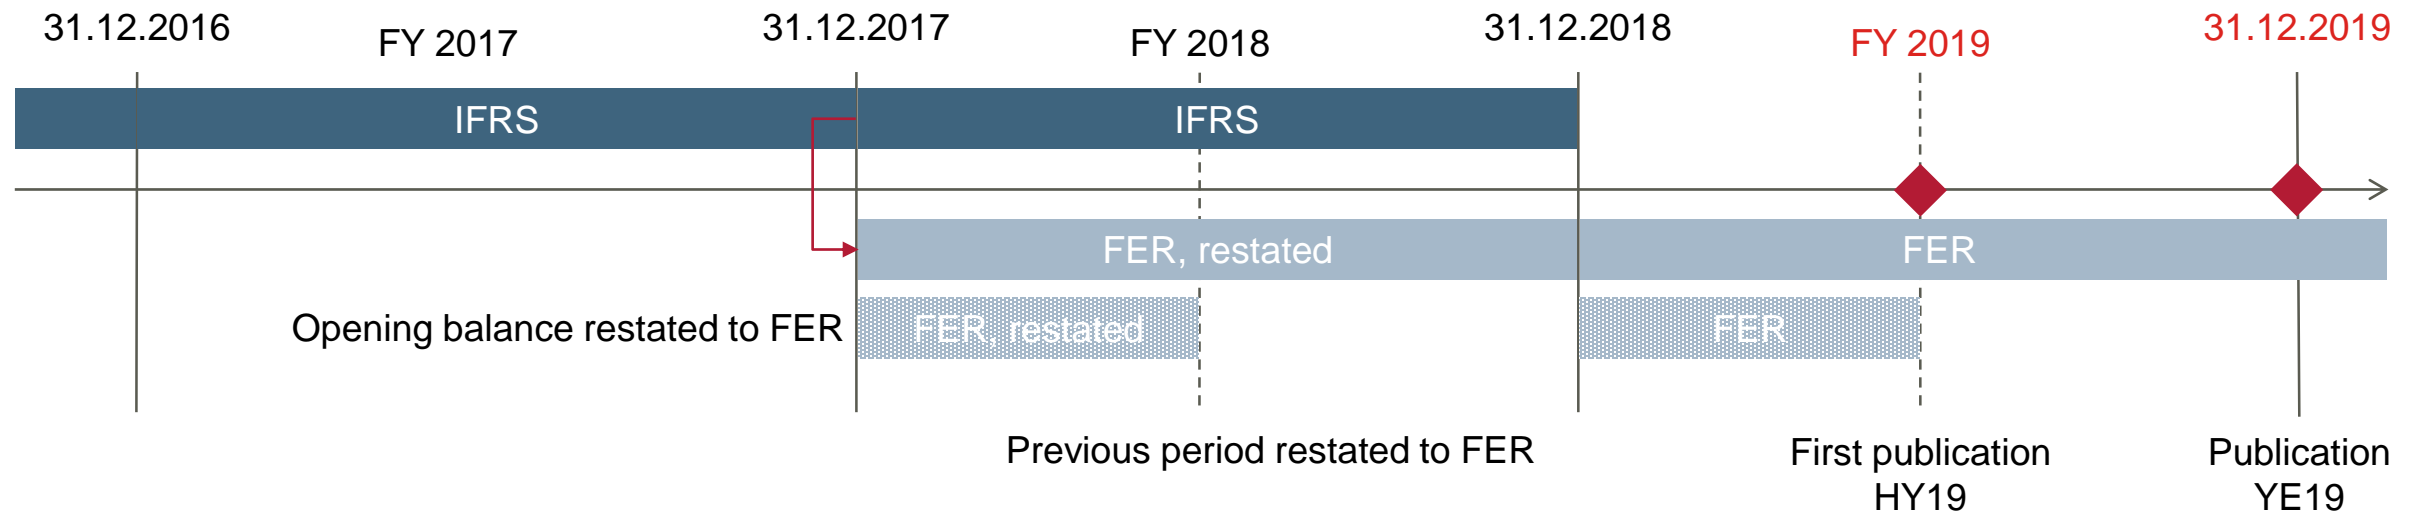 31.12.2016
FY 2017
31.12.2017
FY 2018
31.12.2018
FY 2019
31.12.2019
IFRS
IFRS
FER, restated
FER
Opening balance restated to FER
FER, restated
FER
Previous period restated to FER
First publication
HY19
Publication
YE19